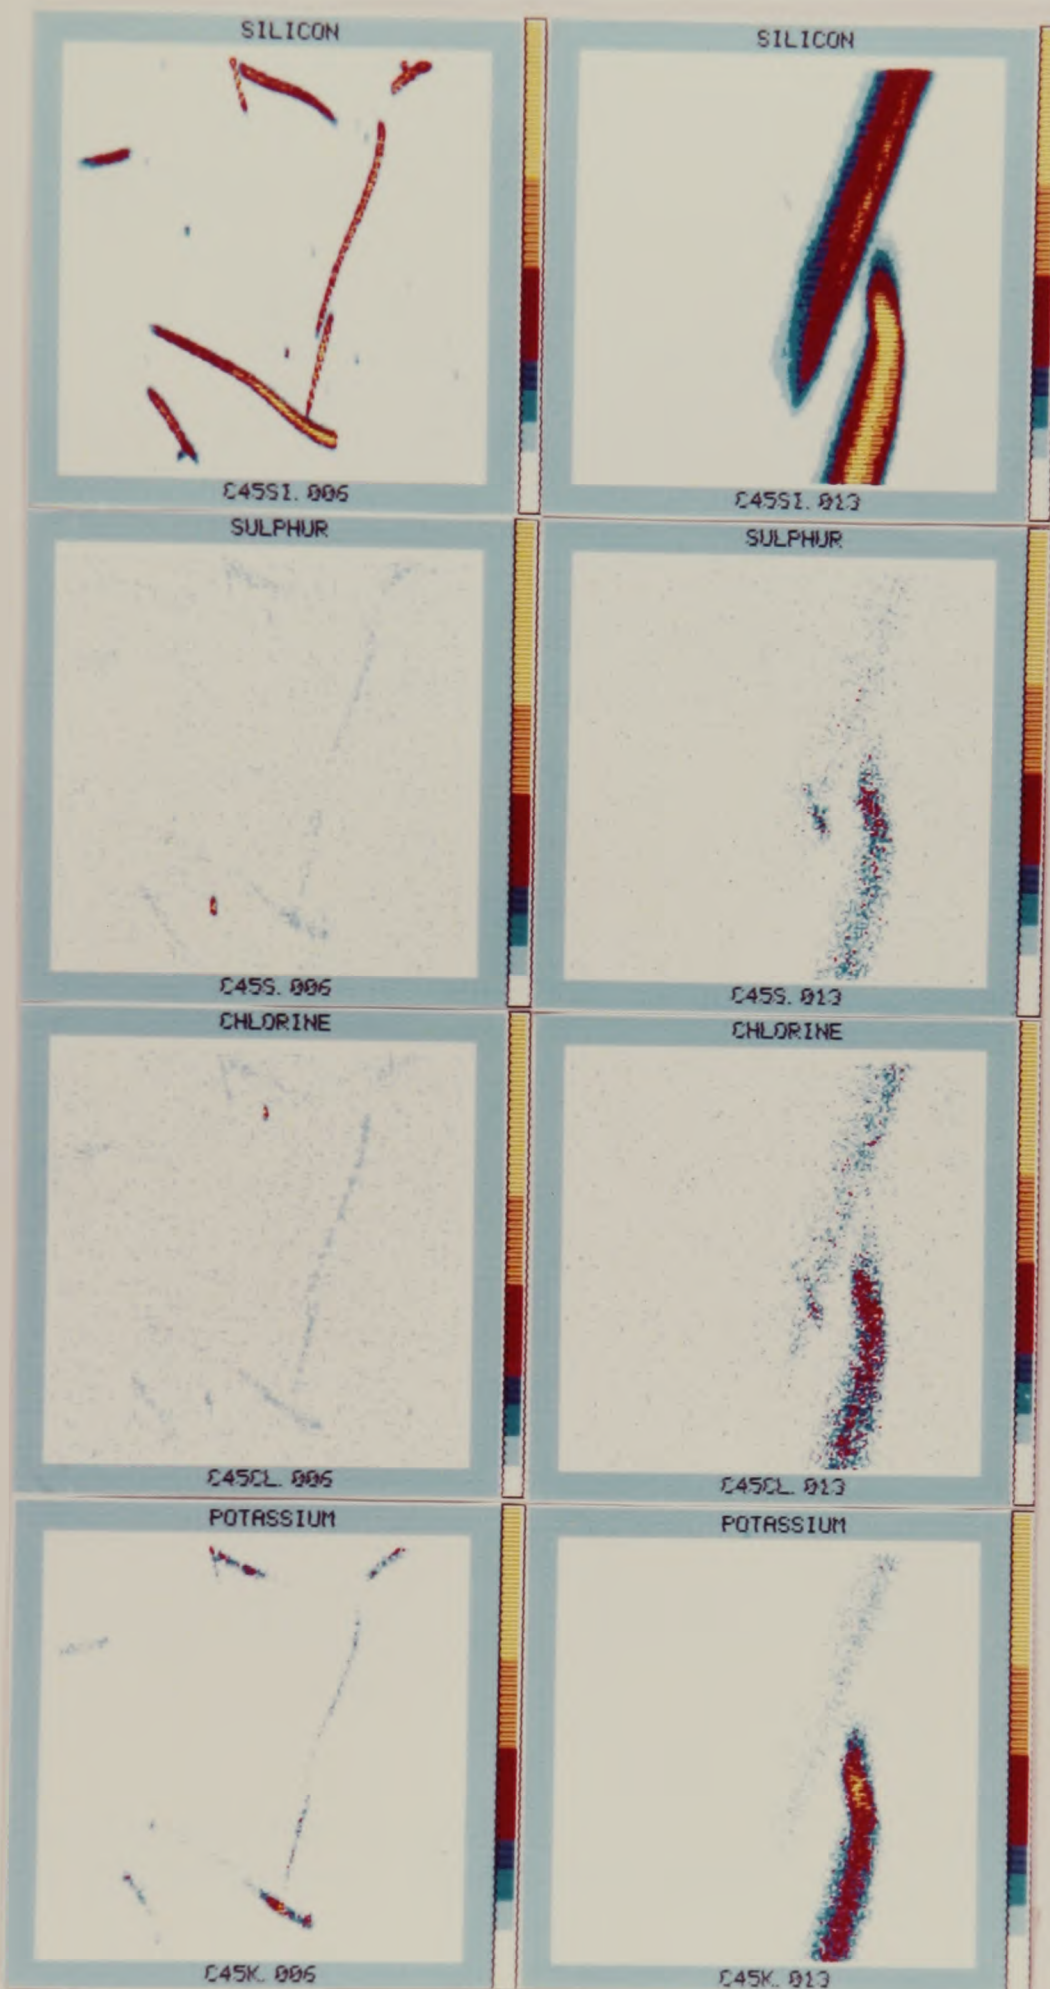 SILICON
SILICON
C45SI.006
C45SI.013
SULPHUR
SULPHUR
C45S.006
C45S.013
CHLORINE
CHLORINE
C45CL.006
C45CL.013
POTASSIUM
POTASSIUM
C45K.006
C45K.013